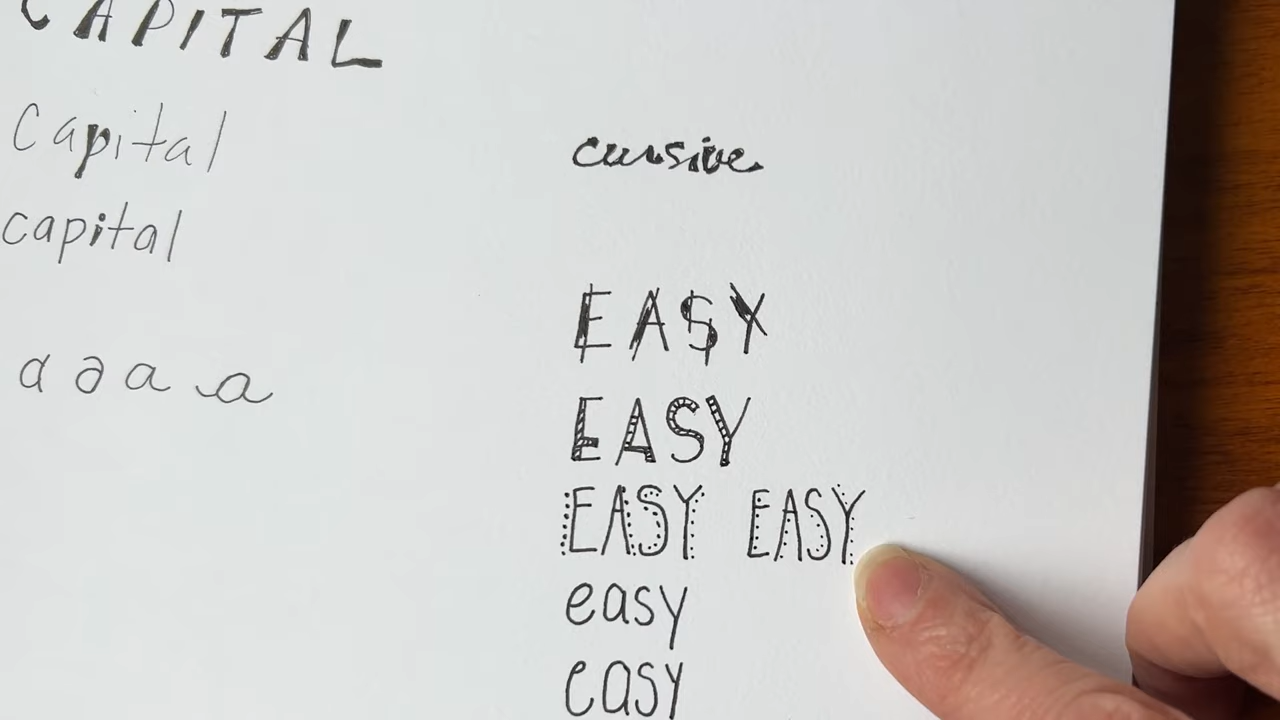 CAPITAL
Capital
capital
a a a a
cursive
EASY
EASY
EASY EASY
easy
easy